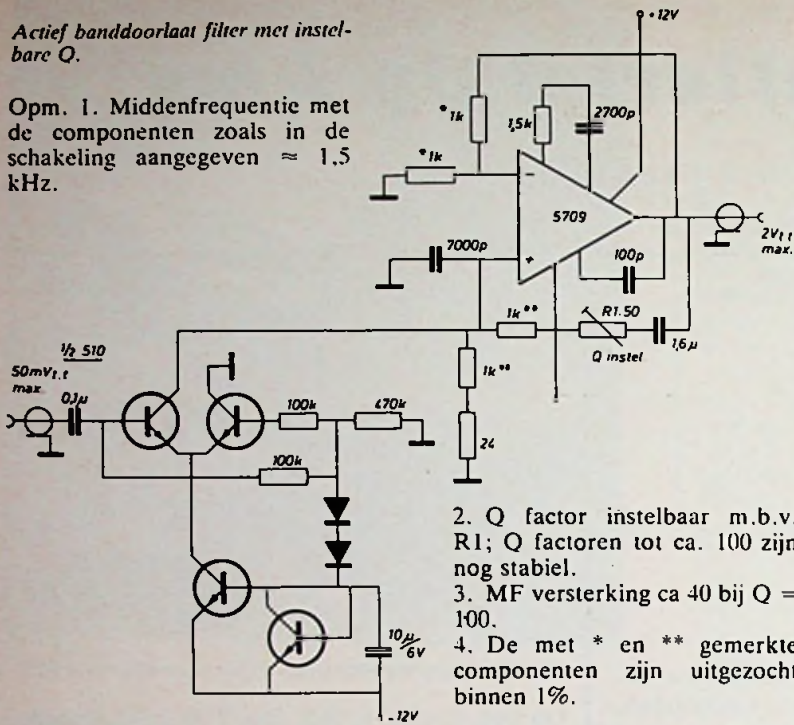 Actief banddoorlaat filter met instel-
bare Q.
Opm. 1. Middenfrequentie met
de componenten zoals in de
schakeling aangegeven ≈ 1,5
kHz.
+12V
*1k
1,5k
2700p
*1k
-
5709
2Vt.t
max.
7000p
+
100p
1k**
R1.50
1,6µ
Q instel
1k**
24
½ 510
50mVt.t
max
0,1µ
100k
470k
100k
10µ/6V
-12V
2. Q factor instelbaar m.b.v.
R1; Q factoren tot ca. 100 zijn
nog stabiel.
3. MF versterking ca 40 bij Q =
100.
4. De met * en ** gemerkte
componenten zijn uitgezocht
binnen 1%.